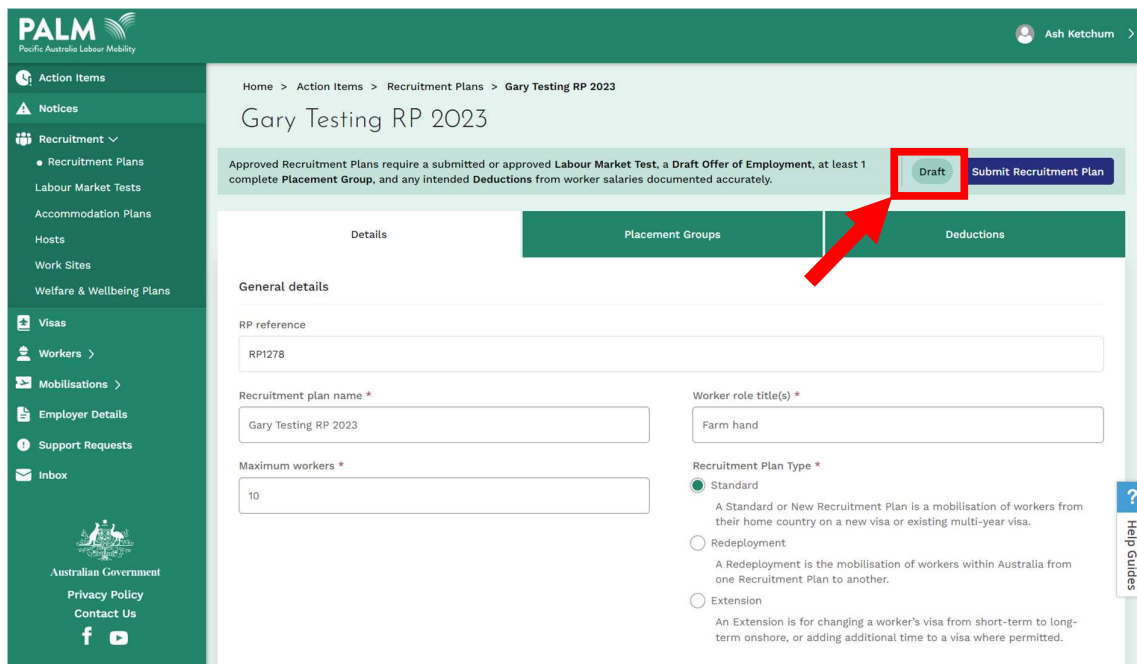 PALM
Pacific Australia Labour Mobility
Ash Ketchum
Action Items
Notices
Recruitment
Recruitment Plans
Labour Market Tests
Accommodation Plans
Hosts
Work Sites
Welfare & Wellbeing Plans
Visas
Workers
Mobilisations
Employer Details
Support Requests
Inbox
Australian Government
Privacy Policy
Contact Us
Home > Action Items > Recruitment Plans > Gary Testing RP 2023
Gary Testing RP 2023
Approved Recruitment Plans require a submitted or approved Labour Market Test, a Draft Offer of Employment, at least 1
complete Placement Group, and any intended Deductions from worker salaries documented accurately.
Draft
Submit Recruitment Plan
Details
Placement Groups
Deductions
General details
RP reference
RP1278
Recruitment plan name *
Gary Testing RP 2023
Worker role title(s) *
Farm hand
Maximum workers *
10
Recruitment Plan Type *
Standard
A Standard or New Recruitment Plan is a mobilisation of workers from
their home country on a new visa or existing multi-year visa.
Redeployment
A Redeployment is the mobilisation of workers within Australia from
one Recruitment Plan to another.
Extension
An Extension is for changing a worker's visa from short-term to long-
term onshore, or adding additional time to a visa where permitted.
? Help Guides